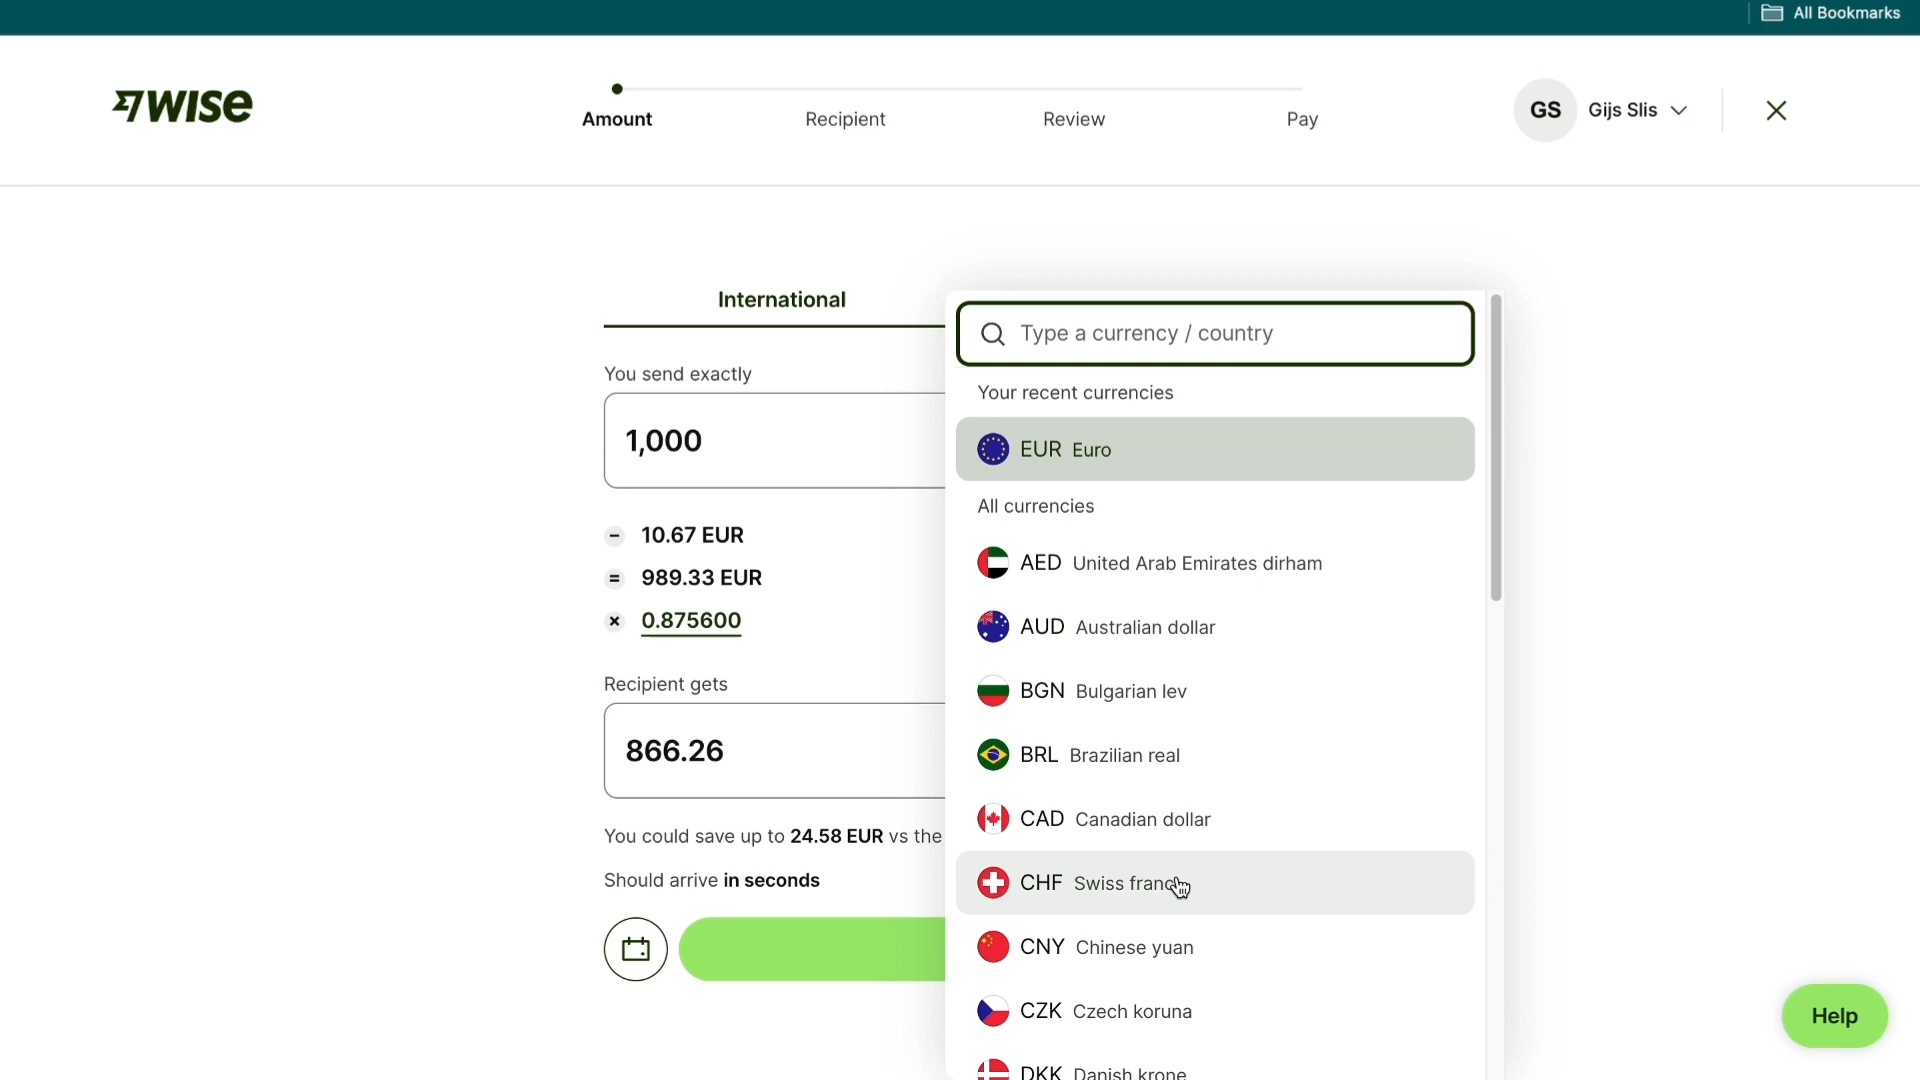 All Bookmarks
WISE
Amount
Recipient
Review
Pay
GS
Gijs Slis
International
Type a currency / country
Your recent currencies
You send exactly
1,000
EUR Euro
All currencies
10.67 EUR
AED United Arab Emirates dirham
= 989.33 EUR
AUD Australian dollar
× 0.875600
BGN Bulgarian lev
Recipient gets
866.26
BRL Brazilian real
CAD Canadian dollar
You could save up to 24.58 EUR vs the
CHF Swiss franc
Should arrive in seconds
CNY Chinese yuan
CZK Czech koruna
DKK Danish krone
Help